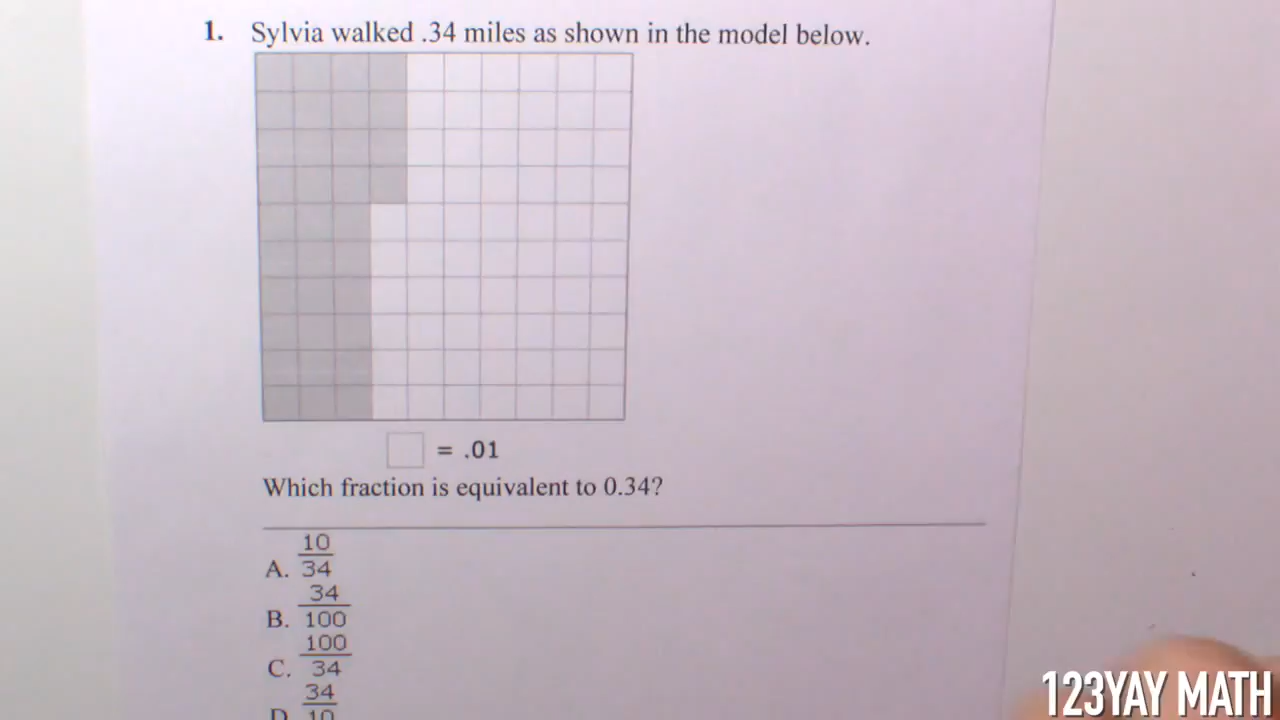 1. Sylvia walked .34 miles as shown in the model below.
= .01
Which fraction is equivalent to 0.34?
10
A. 34
34
B. 100
100
C. 34
34
D. 10
123YAY MATH